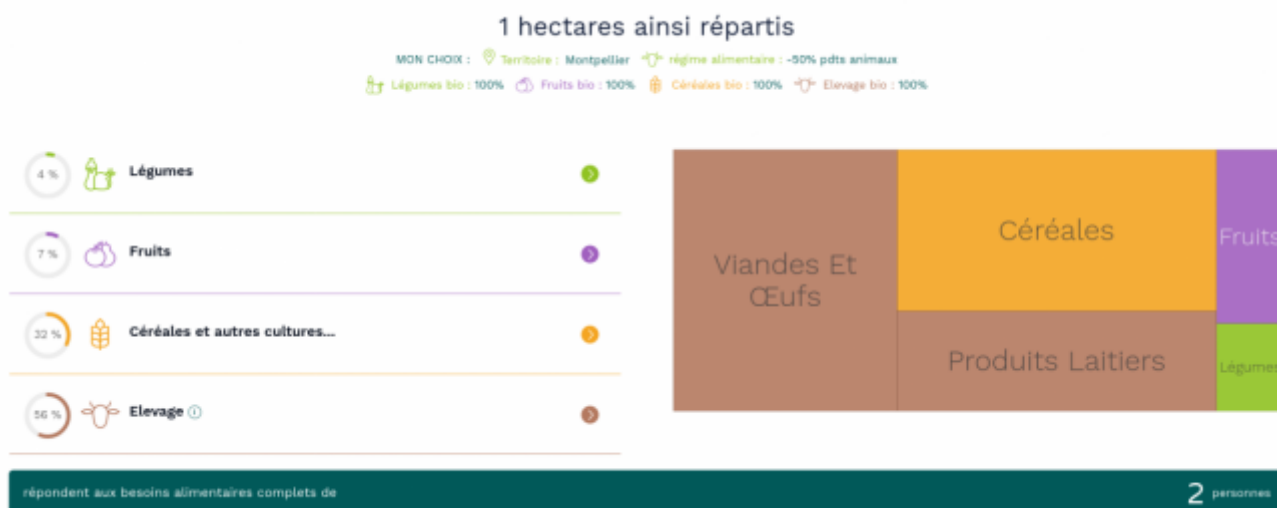 1 hectares ainsi répartis
MON CHOIX : Territoire : Montpellier régime alimentaire : -50% pdts animaux
Légumes bio : 100% Fruits bio : 100% Céréales bio : 100% Elevage bio : 100%
4 % Légumes
7 % Fruits
32 % Céréales et autres cultures...
56 % Elevage
Viandes Et
Œufs
Céréales
Produits Laitiers
Fruits
Légumes
répondent aux besoins alimentaires complets de
2 personnes